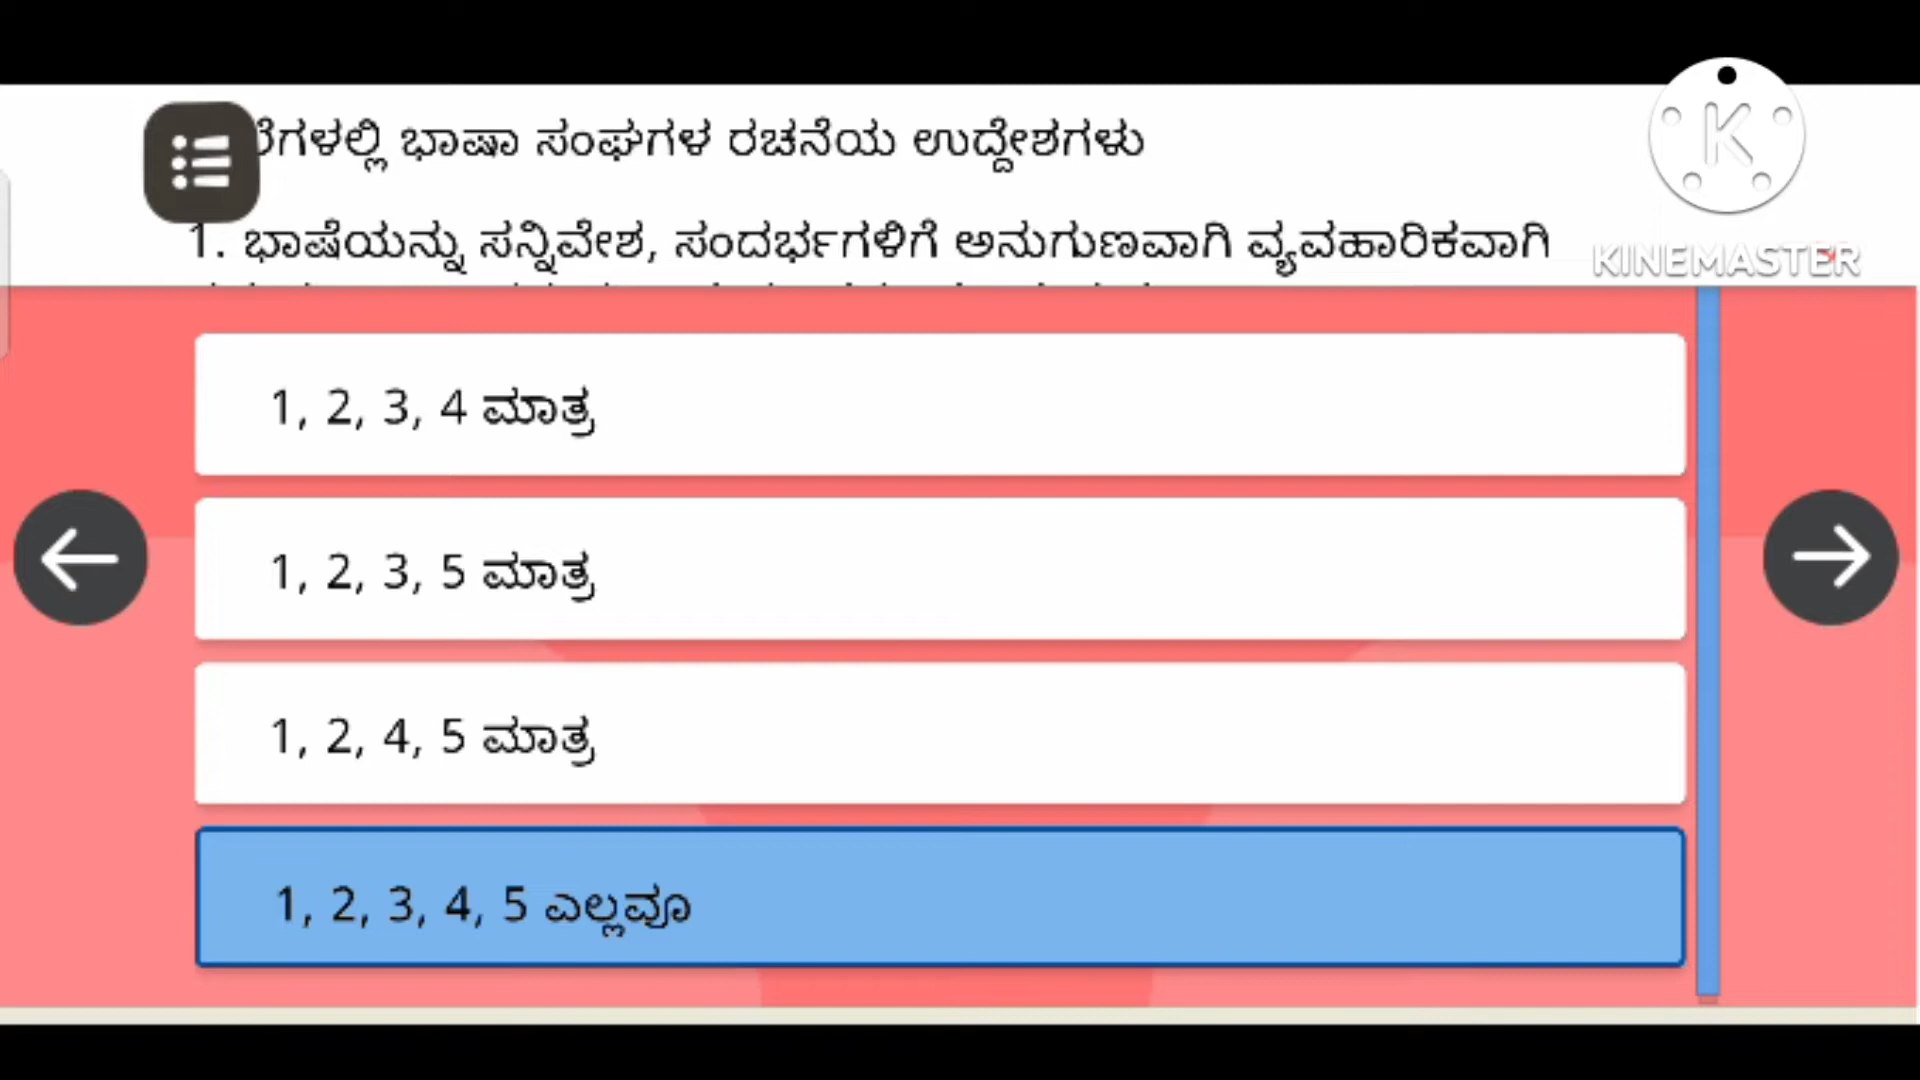 ಭಾಷಾ ಸಂಘಗಳ ರಚನೆಯ ಉದ್ದೇಶಗಳು
1. ಭಾಷೆಯನ್ನು ಸನ್ನಿವೇಶ, ಸಂದರ್ಭಗಳಿಗೆ ಅನುಗುಣವಾಗಿ ವ್ಯವಹಾರಿಕವಾಗಿ
K
KINEMASTER
1, 2, 3, 4 ಮಾತ್ರ
1, 2, 3, 5 ಮಾತ್ರ
1, 2, 4, 5 ಮಾತ್ರ
1, 2, 3, 4, 5 ಎಲ್ಲವೂ